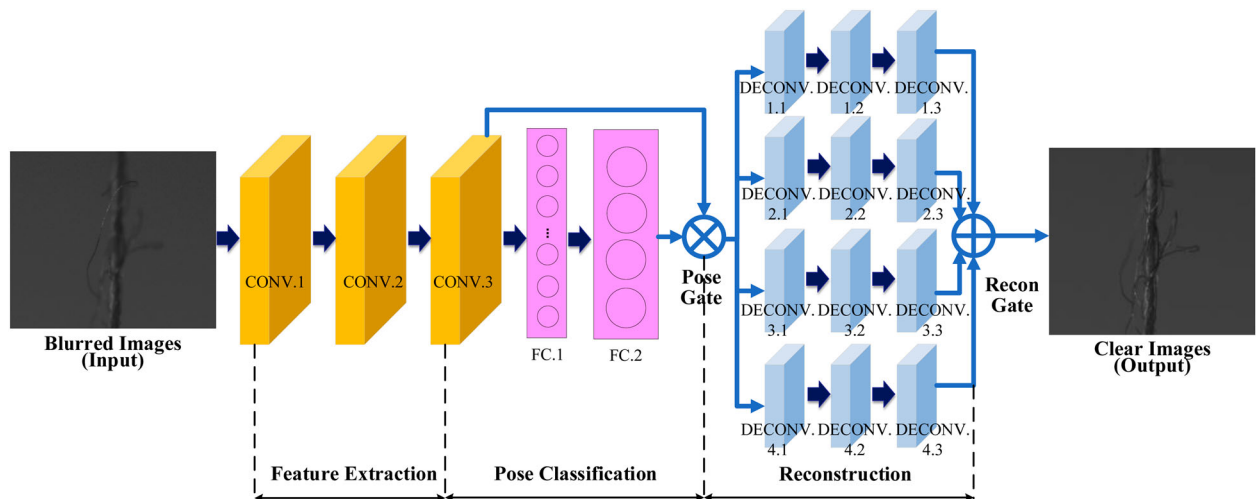 Blurred Images
(Input)
CONV.1
CONV.2
CONV.3
...
FC.1
FC.2
Pose
Gate
DECONV.
1.1
DECONV.
1.2
DECONV.
1.3
DECONV.
2.1
DECONV.
2.2
DECONV.
2.3
DECONV.
3.1
DECONV.
3.2
DECONV.
3.3
DECONV.
4.1
DECONV.
4.2
DECONV.
4.3
Recon
Gate
Clear Images
(Output)
Feature Extraction
Pose Classification
Reconstruction